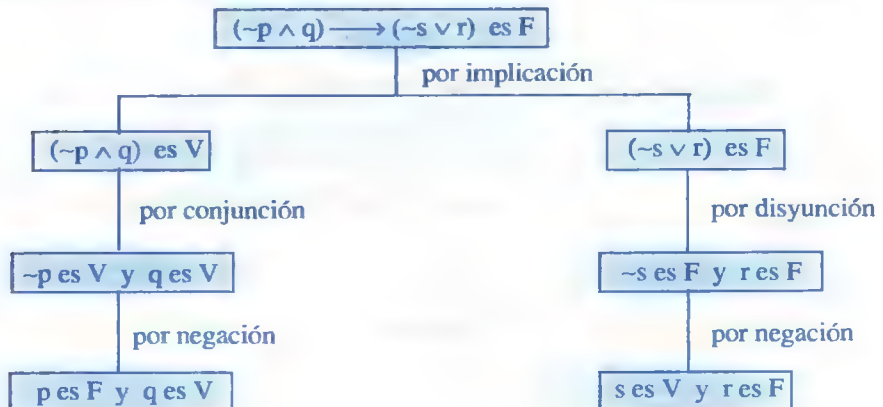 (~p ∧ q) ⟶ (~s ∨ r) es F
por implicación
(~p ∧ q) es V
(~s ∨ r) es F
por conjunción
por disyunción
~p es V y q es V
~s es F y r es F
por negación
por negación
p es F y q es V
s es V y r es F